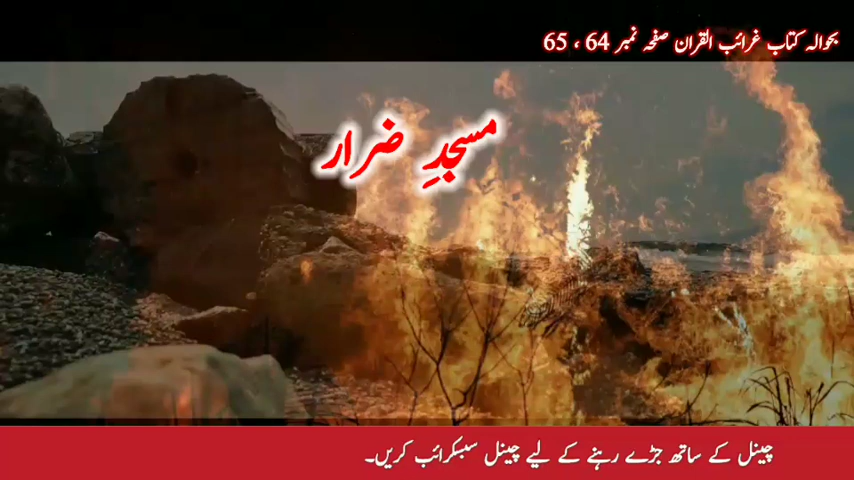 بحوالہ کتاب غرائب القران صفحہ نمبر 64 ، 65
مسجدِ ضرار
چینل کے ساتھ جڑے رہنے کے لیے چینل سبسکرائب کریں۔